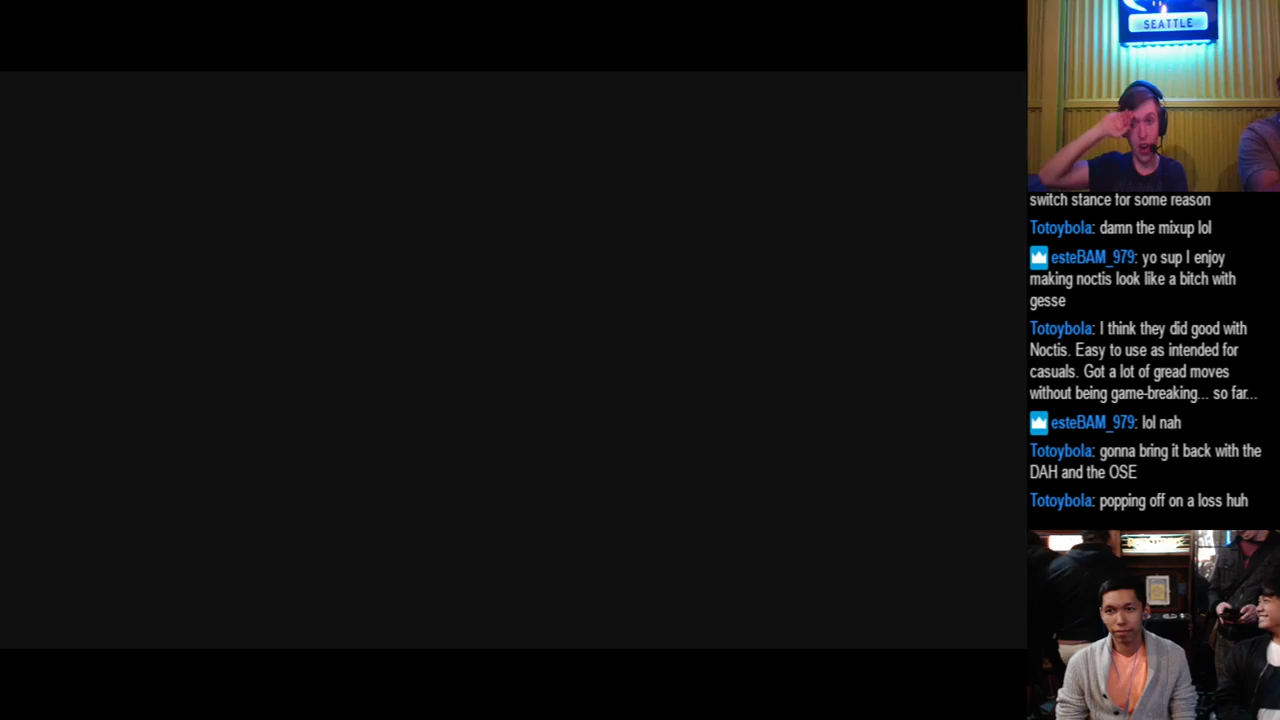 SEATTLE
switch stance for some reason
Totoybola: damn the mixup lol
esteBAM_979: yo sup I enjoy
making noctis look like a bitch with
gesse
Totoybola: I think they did good with
Noctis. Easy to use as intended for
casuals. Got a lot of gread moves
without being game-breaking... so far...
esteBAM_979: lol nah
Totoybola: gonna bring it back with the
DAH and the OSE
Totoybola: popping off on a loss huh